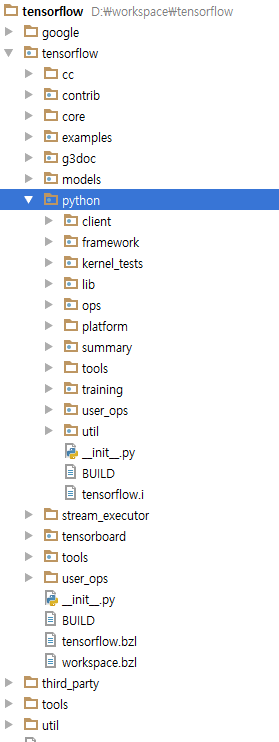 tensorflow D:₩workspace₩tensorflow
google
tensorflow
cc
contrib
core
examples
g3doc
models
python
client
framework
kernel_tests
lib
ops
platform
summary
tools
training
user_ops
util
__init__.py
BUILD
tensorflow.i
stream_executor
tensorboard
tools
user_ops
__init__.py
BUILD
tensorflow.bzl
workspace.bzl
third_party
tools
util